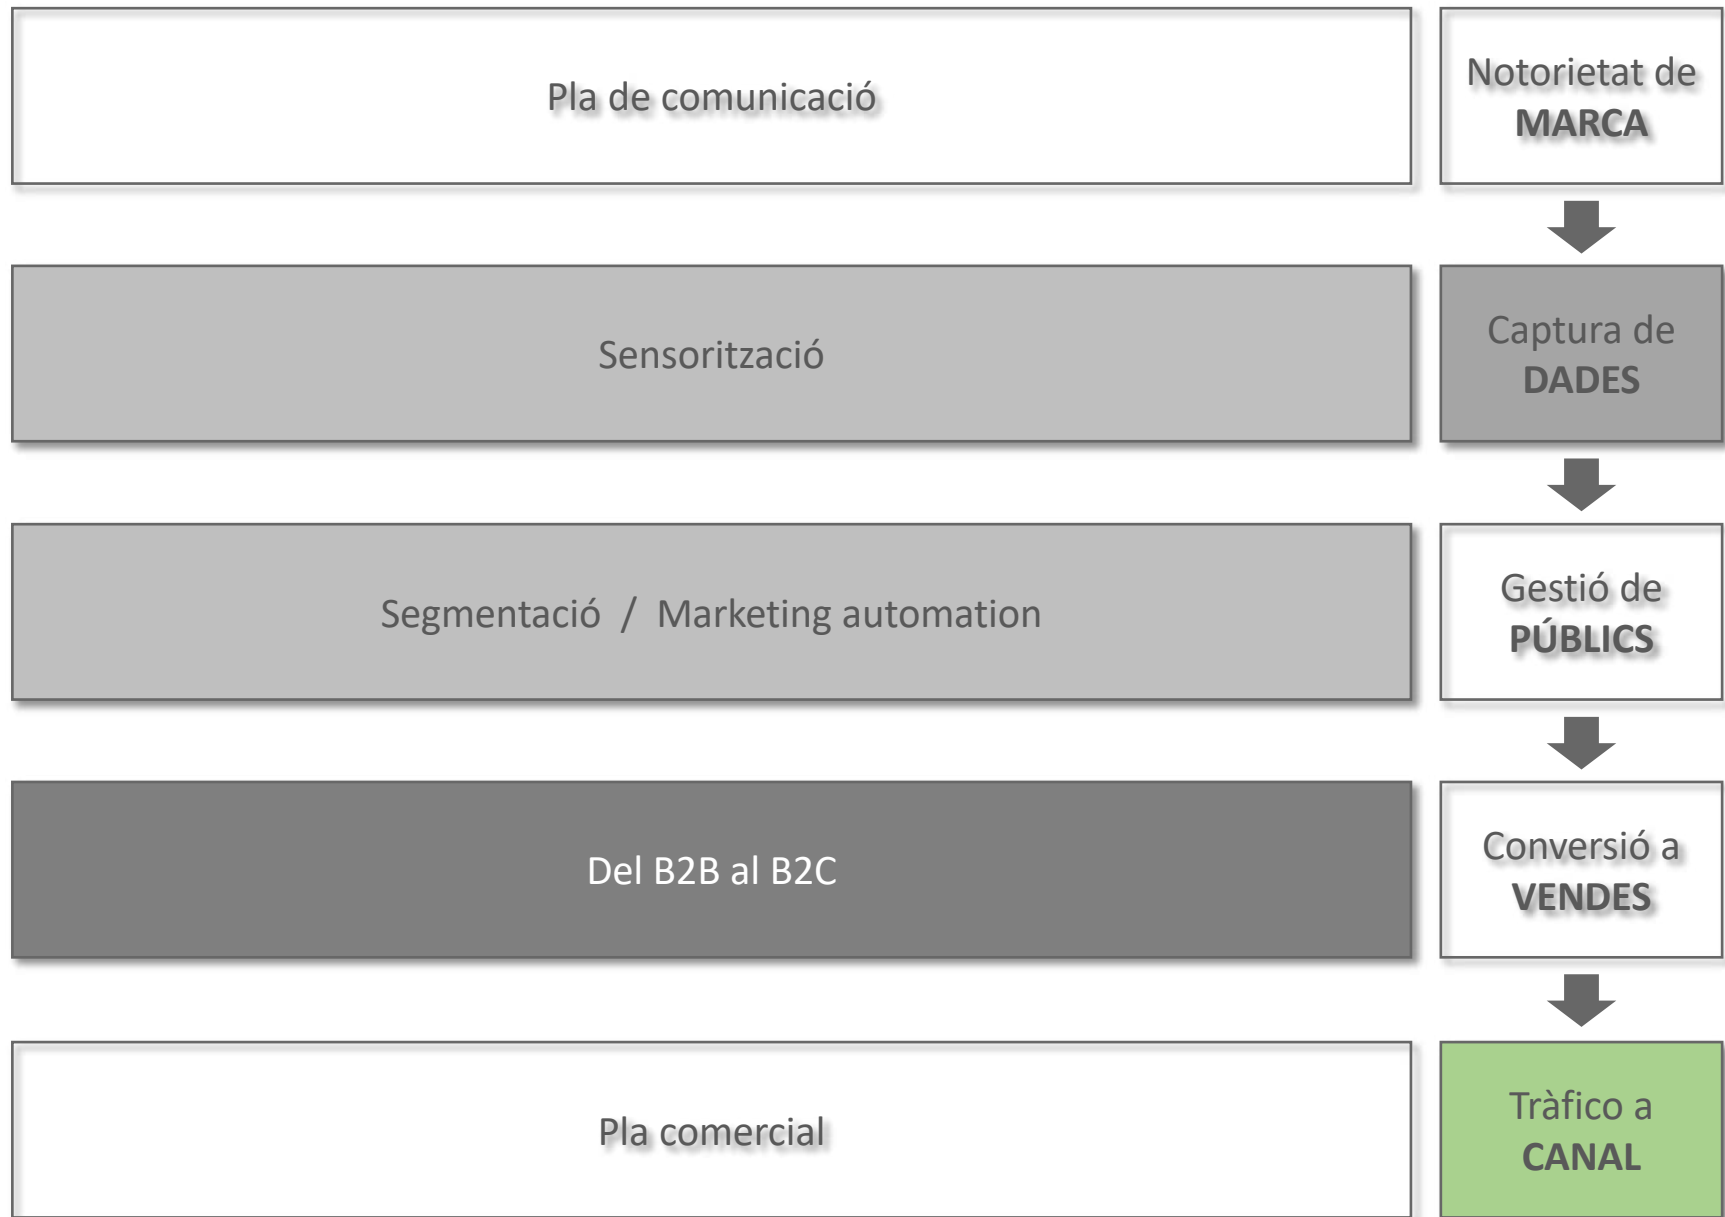 Pla de comunicació
Notorietat de
MARCA
Sensorització
Captura de
DADES
Segmentació / Marketing automation
Gestió de
PÚBLICS
Del B2B al B2C
Conversió a
VENDES
Pla comercial
Tràfico a
CANAL